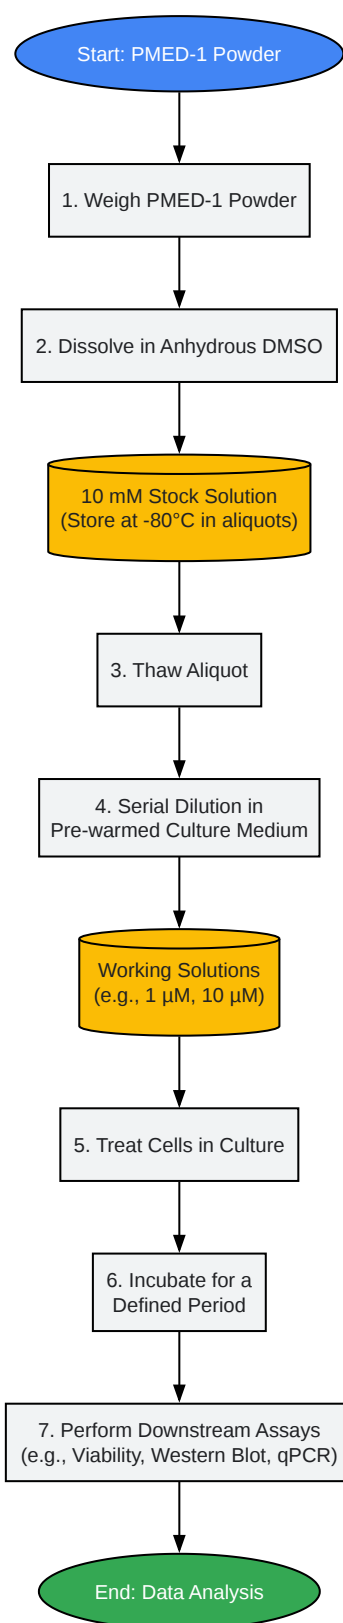 Start: PMED-1 Powder
1. Weigh PMED-1 Powder
2. Dissolve in Anhydrous DMSO
10 mM Stock Solution
(Store at -80°C in aliquots)
3. Thaw Aliquot
4. Serial Dilution in
Pre-warmed Culture Medium
Working Solutions
(e.g., 1 µM, 10 µM)
5. Treat Cells in Culture
6. Incubate for a
Defined Period
7. Perform Downstream Assays
(e.g., Viability, Western Blot, qPCR)
End: Data Analysis